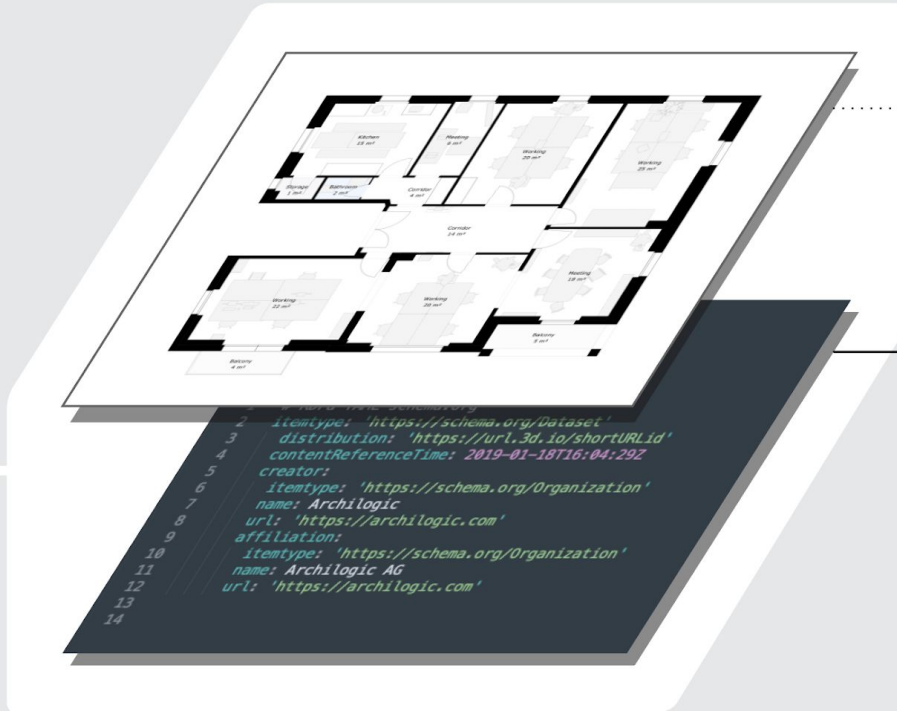 Kitchen
15 m²
Meeting
6 m²
Working
20 m²
Working
25 m²
Storage
1 m²
Bathroom
2 m²
Corridor
4 m²
Corridor
14 m²
Meeting
18 m²
Working
22 m²
Working
20 m²
Balcony
5 m²
Balcony
4 m²
2 itemtype: 'https://schema.org/Dataset'
3 distribution: 'https://url.3d.io/shortURLid'
4 contentReferenceTime: 2019-01-18T16:04:29Z
5 creator:
6 itemtype: 'https://schema.org/Organization'
7 name: Archilogic
8 url: 'https://archilogic.com'
9 affiliation:
10 itemtype: 'https://schema.org/Organization'
11 name: Archilogic AG
12 url: 'https://archilogic.com'
13
14